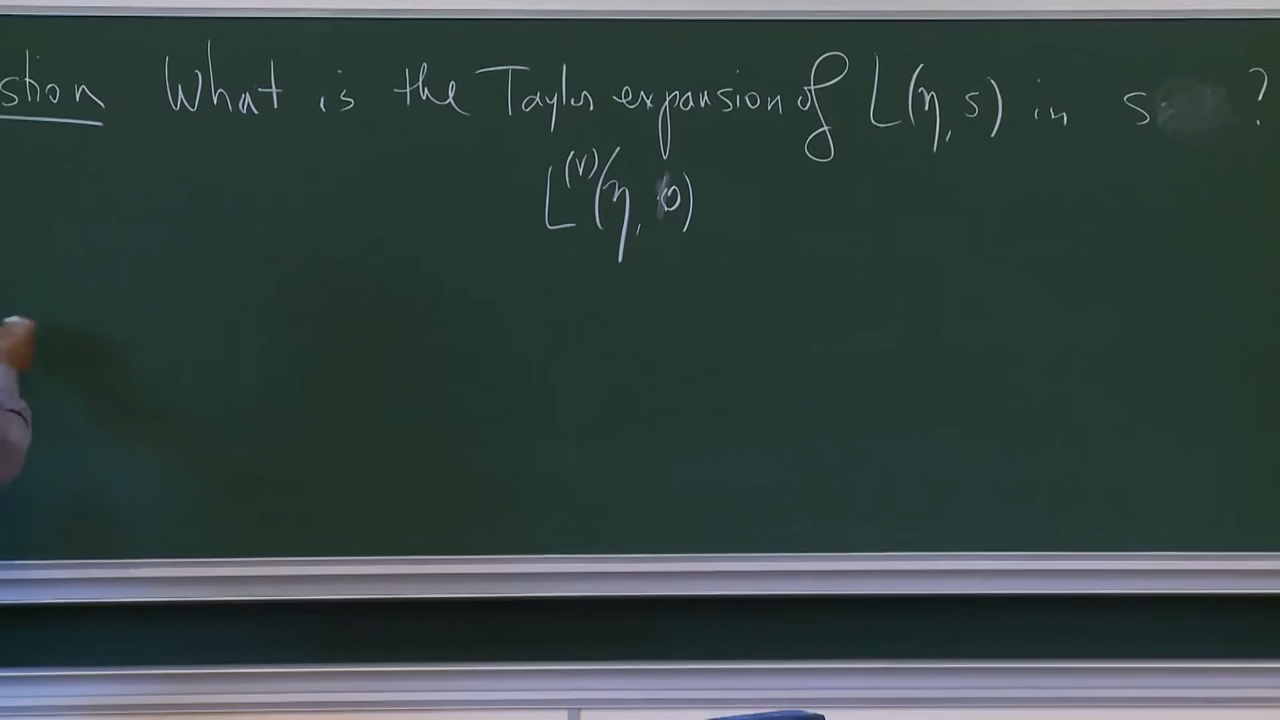 stion What is the Taylor expansion of L(η, s) in s ?
L^(r)(η, 0)